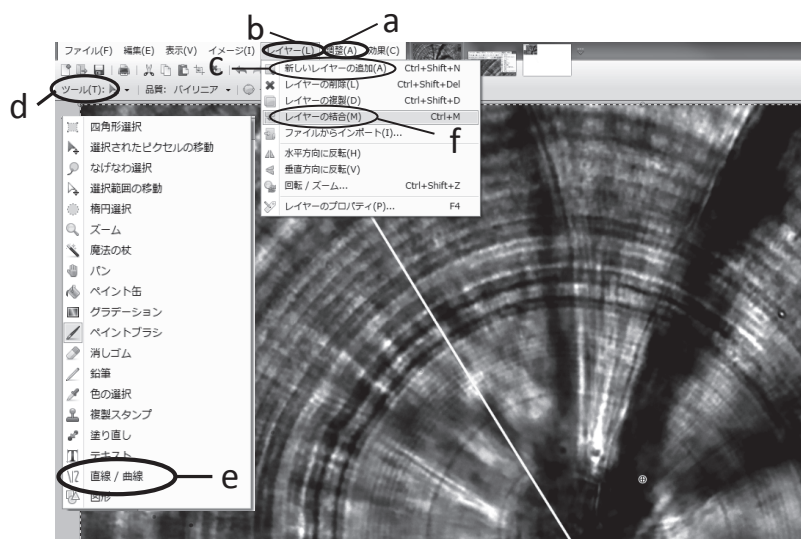 b
a
ファイル(F) 編集(E) 表示(V) イメージ(I) レイヤー(L) 調整(A) 効果(C)
c
新しいレイヤーの追加(A) Ctrl+Shift+N
d
ツール(T): 品質: バイリニア
レイヤーの削除(L) Ctrl+Shift+Del
レイヤーの複製(D) Ctrl+Shift+D
レイヤーの結合(M) Ctrl+M
f
ファイルからインポート(I)...
水平方向に反転(H)
垂直方向に反転(V)
回転 / ズーム... Ctrl+Shift+Z
レイヤーのプロパティ(P)... F4
四角形選択
選択されたピクセルの移動
なげなわ選択
選択範囲の移動
楕円選択
ズーム
魔法の杖
パン
ペイント缶
グラデーション
ペイントブラシ
消しゴム
鉛筆
色の選択
複製スタンプ
塗り直し
テキスト
直線 / 曲線
e
図形